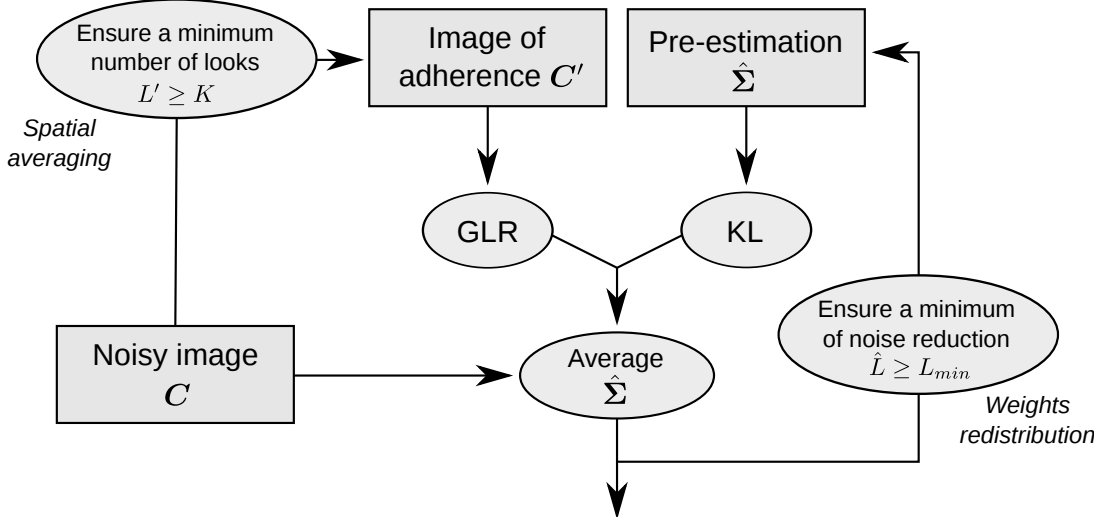 Ensure a minimum
number of looks
L′ ≥ K
Spatial
averaging
Image of
adherence C′
Pre-estimation
Σ̂
GLR
KL
Noisy image
C
Average
Σ̂
Ensure a minimum
of noise reduction
L̂ ≥ L_min
Weights
redistribution